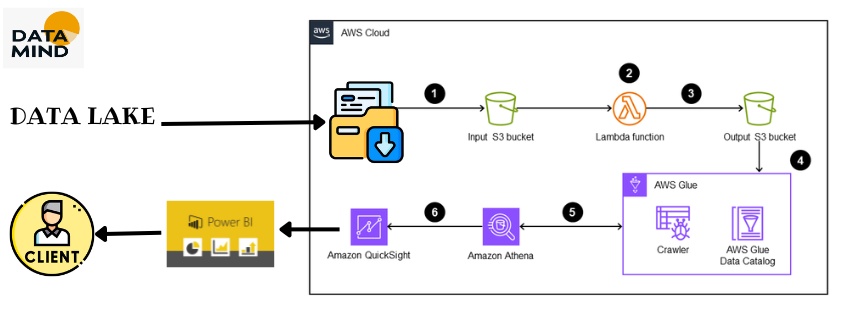 DATA
MIND
aws
AWS Cloud
DATA LAKE
1
2
3
Input S3 bucket
Lambda function
Output S3 bucket
4
AWS Glue
Crawler
AWS Glue
Data Catalog
5
6
Amazon Athena
Amazon QuickSight
Power BI
CLIENT